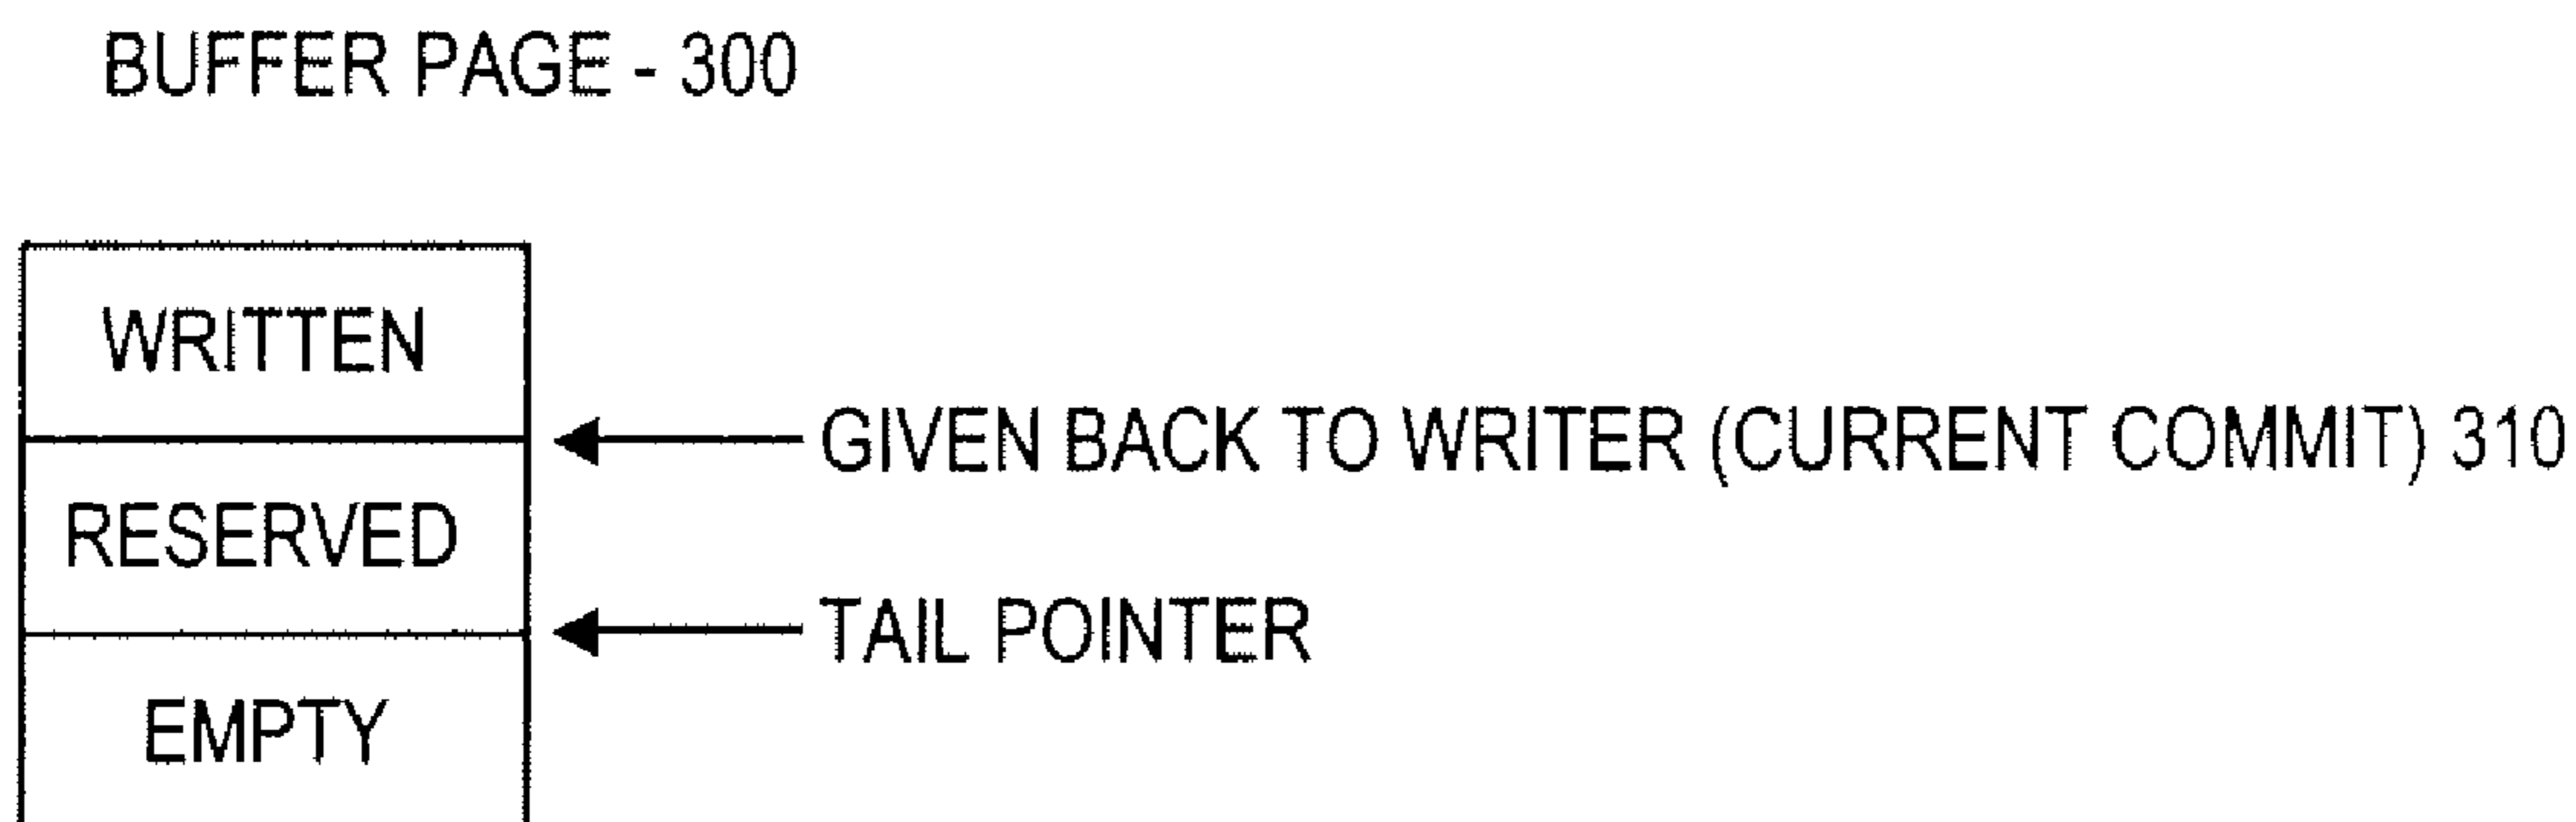 BUFFER PAGE - 300
WRITTEN
GIVEN BACK TO WRITER (CURRENT COMMIT) 310
RESERVED
TAIL POINTER
EMPTY